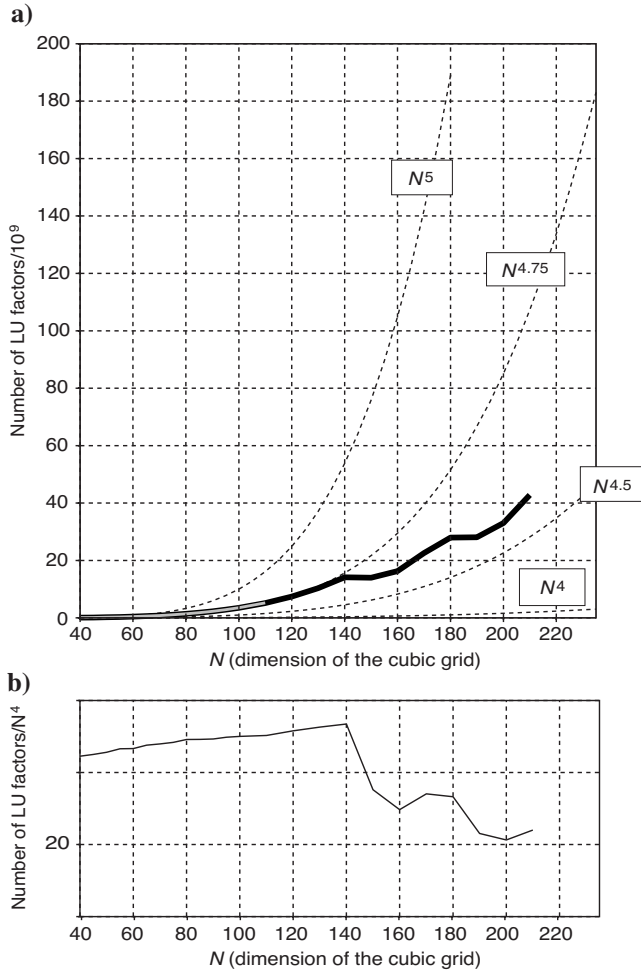 a)
200
180
160
140
120
100
80
60
40
20
0
Number of LU factors/10⁹
N⁵
N⁴·⁷⁵
N⁴·⁵
N⁴
40 60 80 100 120 140 160 180 200 220
N (dimension of the cubic grid)
b)
Number of LU factors/N⁴
20
40 60 80 100 120 140 160 180 200 220
N (dimension of the cubic grid)